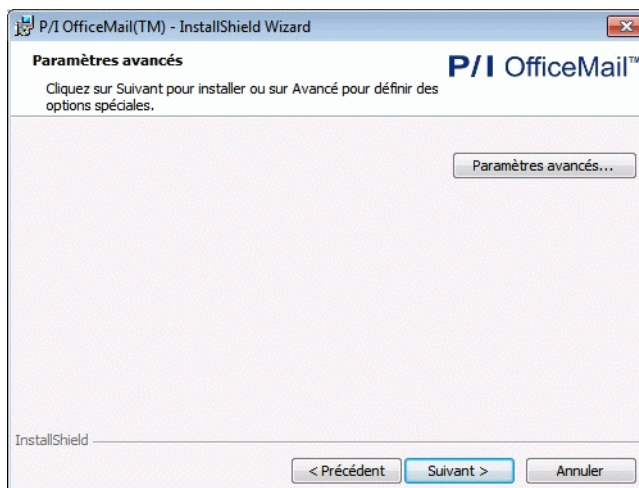 P/I OfficeMail(TM) - InstallShield Wizard
Paramètres avancés
P/I OfficeMail™
Cliquez sur Suivant pour installer ou sur Avancé pour définir des
options spéciales.
Paramètres avancés...
InstallShield
< Précédent
Suivant >
Annuler